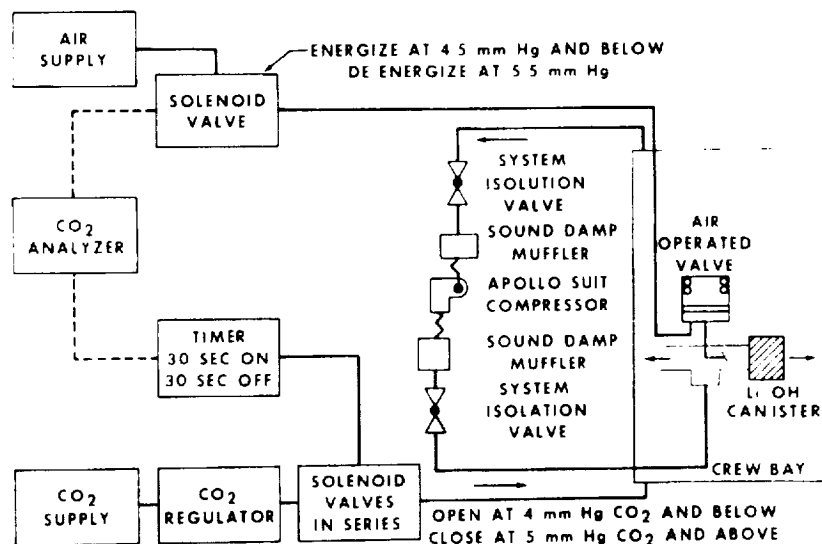 AIR
SUPPLY
SOLENOID
VALVE
ENERGIZE AT 4.5 mm Hg AND BELOW
DE ENERGIZE AT 5.5 mm Hg
CO2
ANALYZER
TIMER
30 SEC ON
30 SEC OFF
SYSTEM
ISOLUTION
VALVE
SOUND DAMP
MUFFLER
APOLLO SUIT
COMPRESSOR
SOUND DAMP
MUFFLER
SYSTEM
ISOLATION
VALVE
AIR
OPERATED
VALVE
Li OH
CANISTER
CREW BAY
CO2
SUPPLY
CO2
REGULATOR
SOLENOID
VALVES
IN SERIES
OPEN AT 4 mm Hg CO2 AND BELOW
CLOSE AT 5 mm Hg CO2 AND ABOVE